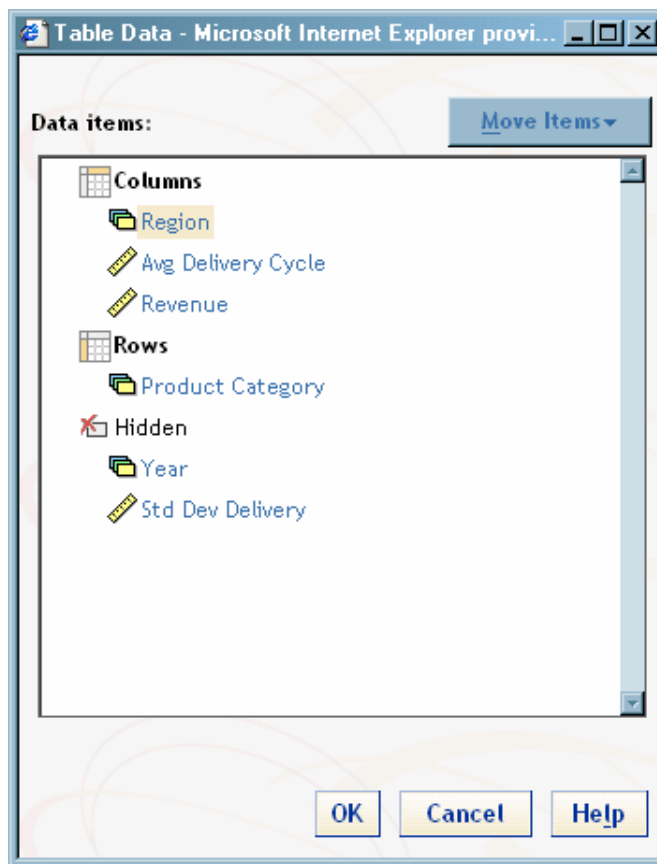 Table Data - Microsoft Internet Explorer provi...
Data items:
Move Items
Columns
Region
Avg Delivery Cycle
Revenue
Rows
Product Category
Hidden
Year
Std Dev Delivery
OK
Cancel
Help